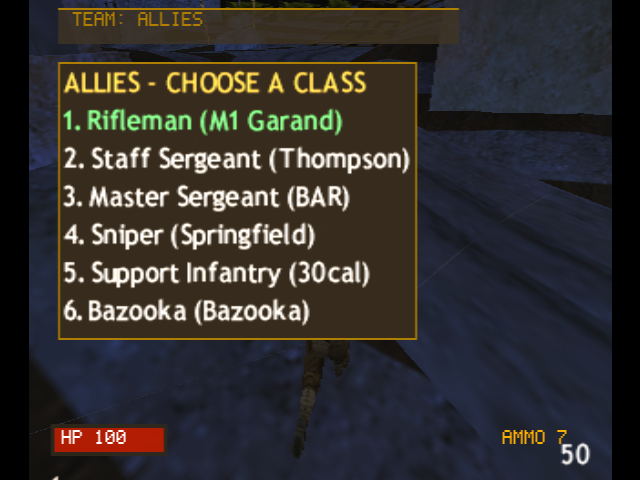 TEAM: ALLIES
ALLIES - CHOOSE A CLASS
1. Rifleman (M1 Garand)
2. Staff Sergeant (Thompson)
3. Master Sergeant (BAR)
4. Sniper (Springfield)
5. Support Infantry (30cal)
6. Bazooka (Bazooka)
HP 100
AMMO 7
50